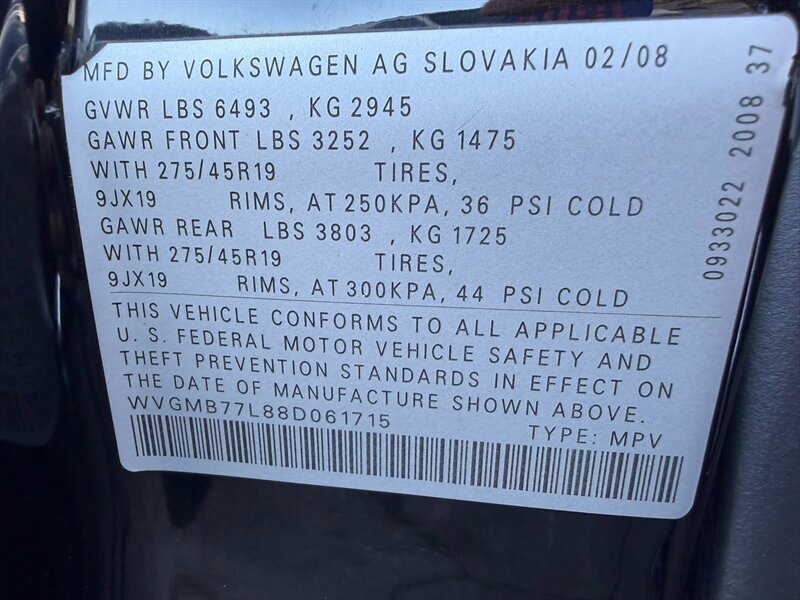 MFD BY VOLKSWAGEN AG SLOVAKIA 02/08
GVWR LBS 6493 , KG 2945
GAWR FRONT LBS 3252 , KG 1475
WITH 275/45R19 TIRES,
9JX19 RIMS, AT 250KPA, 36 PSI COLD
GAWR REAR LBS 3803 , KG 1725
WITH 275/45R19 TIRES,
9JX19 RIMS, AT 300KPA, 44 PSI COLD
THIS VEHICLE CONFORMS TO ALL APPLICABLE
U. S. FEDERAL MOTOR VEHICLE SAFETY AND
THEFT PREVENTION STANDARDS IN EFFECT ON
THE DATE OF MANUFACTURE SHOWN ABOVE.
WVGMB77L88D061715
TYPE: MPV
0933022 2008 37